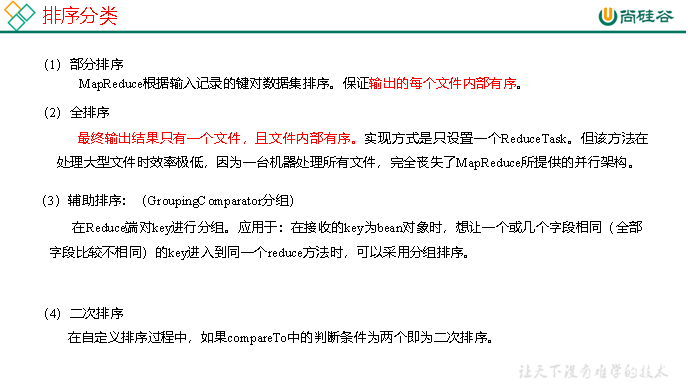 排序分类
尚硅谷
(1）部分排序
MapReduce根据输入记录的键对数据集排序。保证输出的每个文件内部有序。
(2）全排序
最终输出结果只有一个文件，且文件内部有序。实现方式是只设置一个ReduceTask。但该方法在
处理大型文件时效率极低，因为一台机器处理所有文件，完全丧失了MapReduce所提供的并行架构。
(3）辅助排序：（GroupingComparator分组）
在Reduce端对key进行分组。应用于：在接收的key为bean对象时，想让一个或几个字段相同（全部
字段比较不相同）的key进入到同一个reduce方法时，可以采用分组排序。
(4）二次排序
在自定义排序过程中，如果compareTo中的判断条件为两个即为二次排序。
让天下没有难学的技术